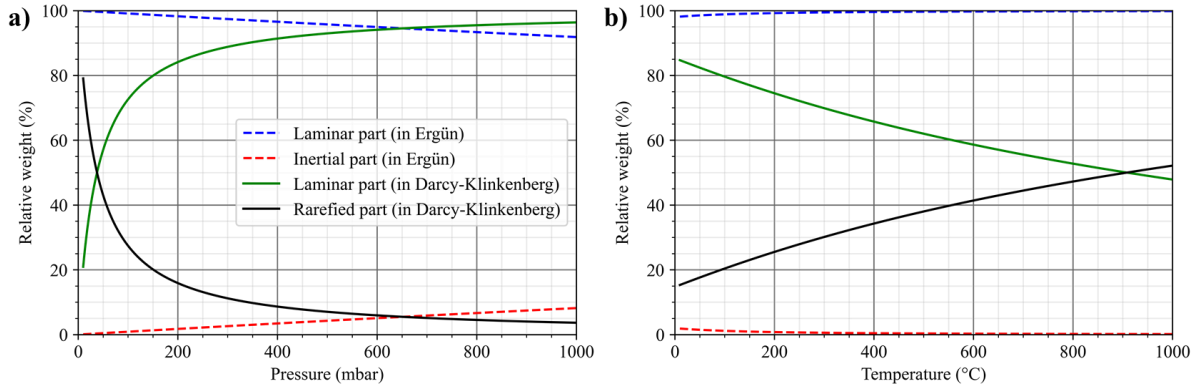 a)
Relative weight (%)
100
80
60
40
20
0
Laminar part (in Ergün)
Inertial part (in Ergün)
Laminar part (in Darcy-Klinkenberg)
Rarefied part (in Darcy-Klinkenberg)
0 200 400 600 800 1000
Pressure (mbar)
b)
Relative weight (%)
100
80
60
40
20
0
0 200 400 600 800 1000
Temperature (°C)